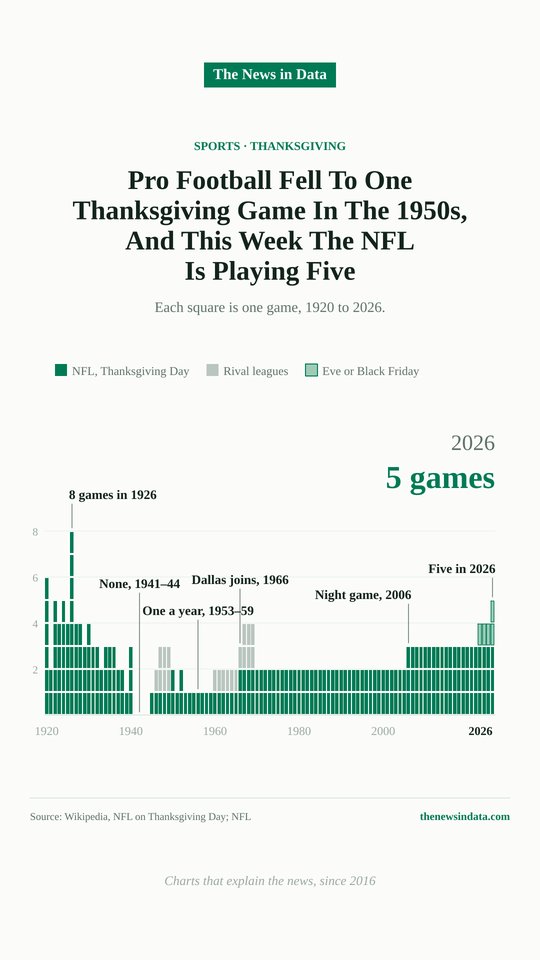 The News in Data
SPORTS · THANKSGIVING
Pro Football Fell To One
Thanksgiving Game In The 1950s,
And This Week The NFL
Is Playing Five
Each square is one game, 1920 to 2026.
NFL, Thanksgiving Day
Rival leagues
Eve or Black Friday
2026
5 games
8 games in 1926
8
Five in 2026
6
None, 1941–44
Dallas joins, 1966
Night game, 2006
One a year, 1953–59
4
2
1920
1940
1960
1980
2000
2026
Source: Wikipedia, NFL on Thanksgiving Day; NFL
thenewsindata.com
Charts that explain the news, since 2016